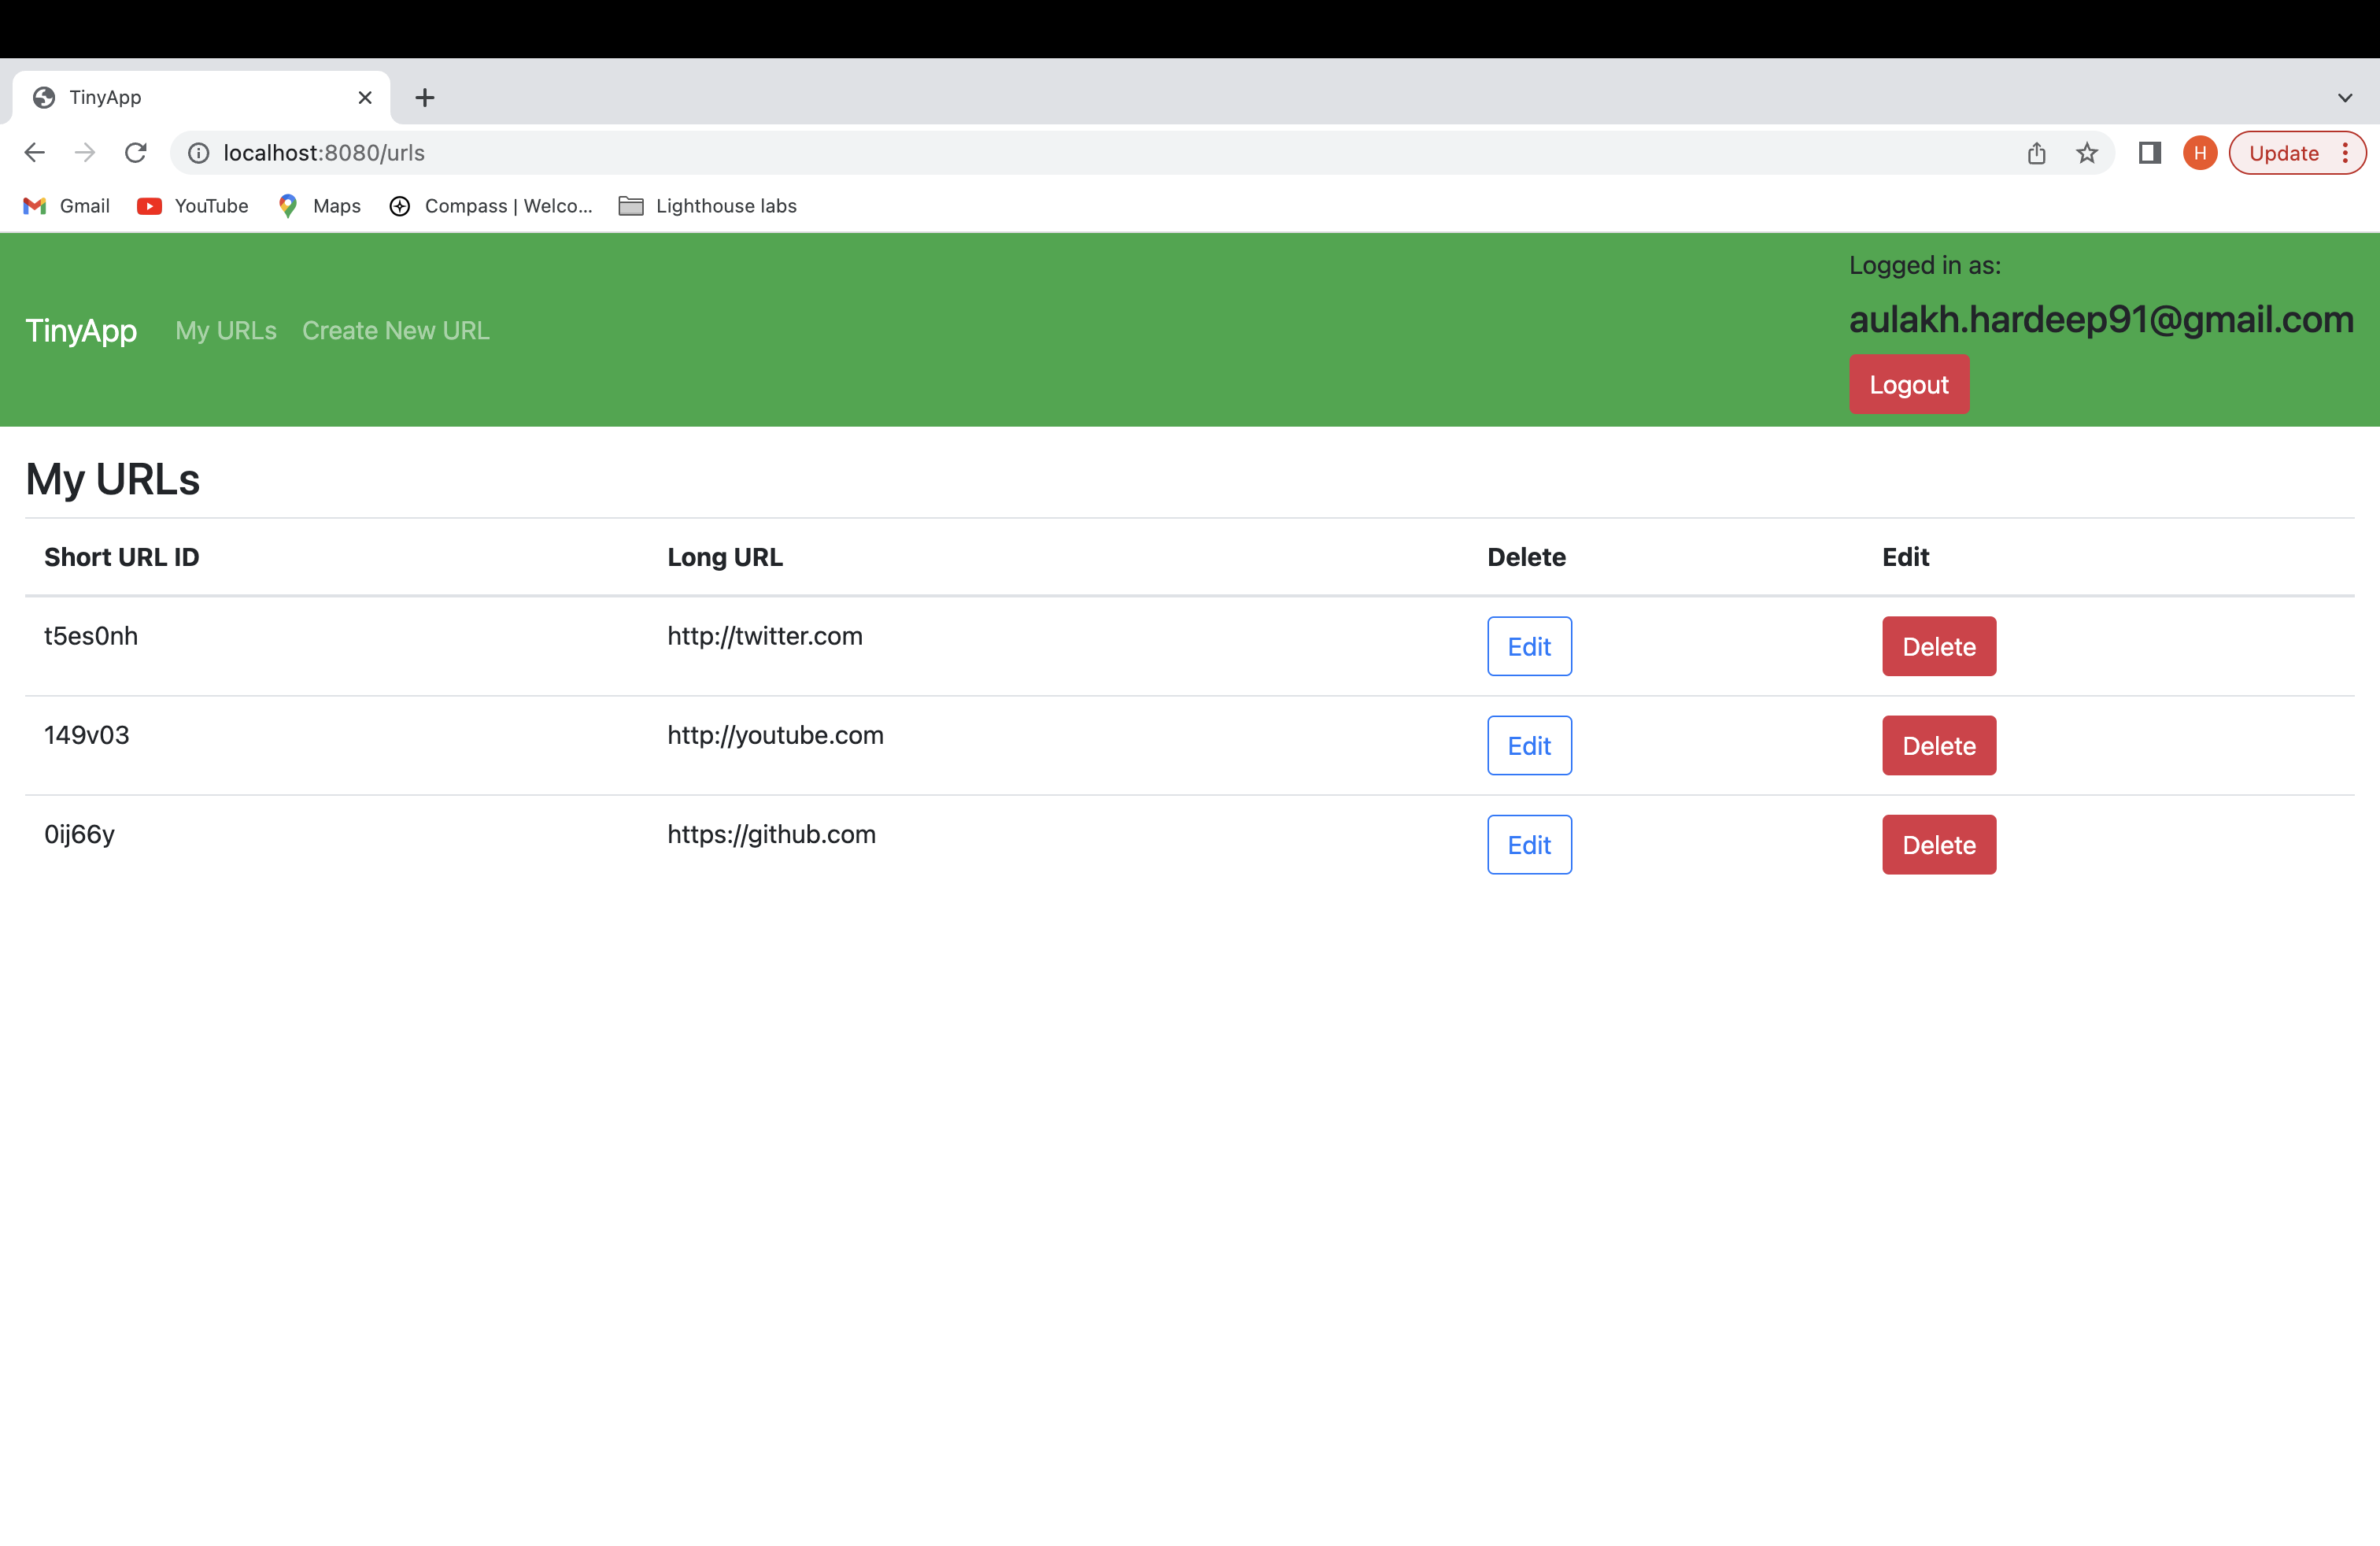 TinyApp
localhost:8080/urls
H
Update
Gmail YouTube Maps Compass | Welco... Lighthouse labs
Logged in as:
TinyApp My URLs Create New URL aulakh.hardeep91@gmail.com
Logout
My URLs
Short URL ID Long URL Delete Edit
t5es0nh http://twitter.com Edit Delete
149v03 http://youtube.com Edit Delete
0ij66y https://github.com Edit Delete